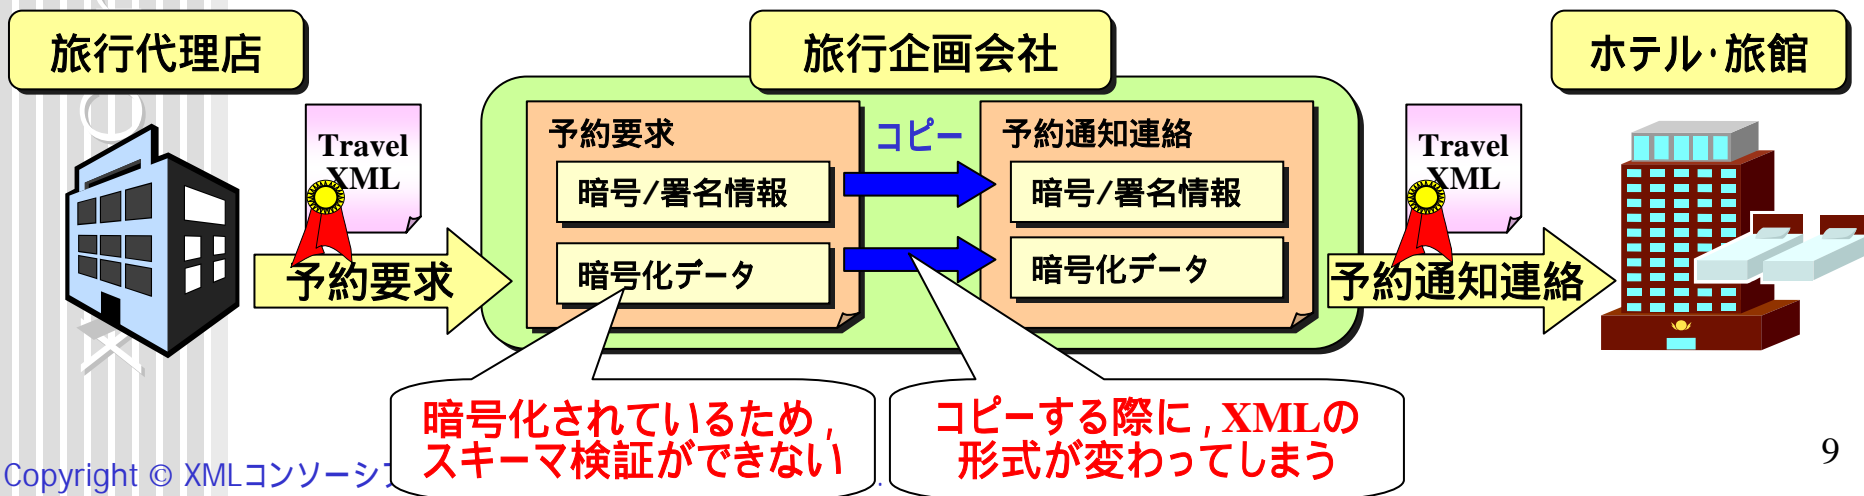 旅行代理店
旅行企画会社
ホテル・旅館
Travel
XML
予約要求
コピー
予約通知連絡
Travel
XML
暗号/署名情報
暗号/署名情報
暗号化データ
暗号化データ
予約要求
予約通知連絡
暗号化されているため,
スキーマ検証ができない
コピーする際に,XMLの
形式が変わってしまう
9
Copyright © XMLコンソーシア